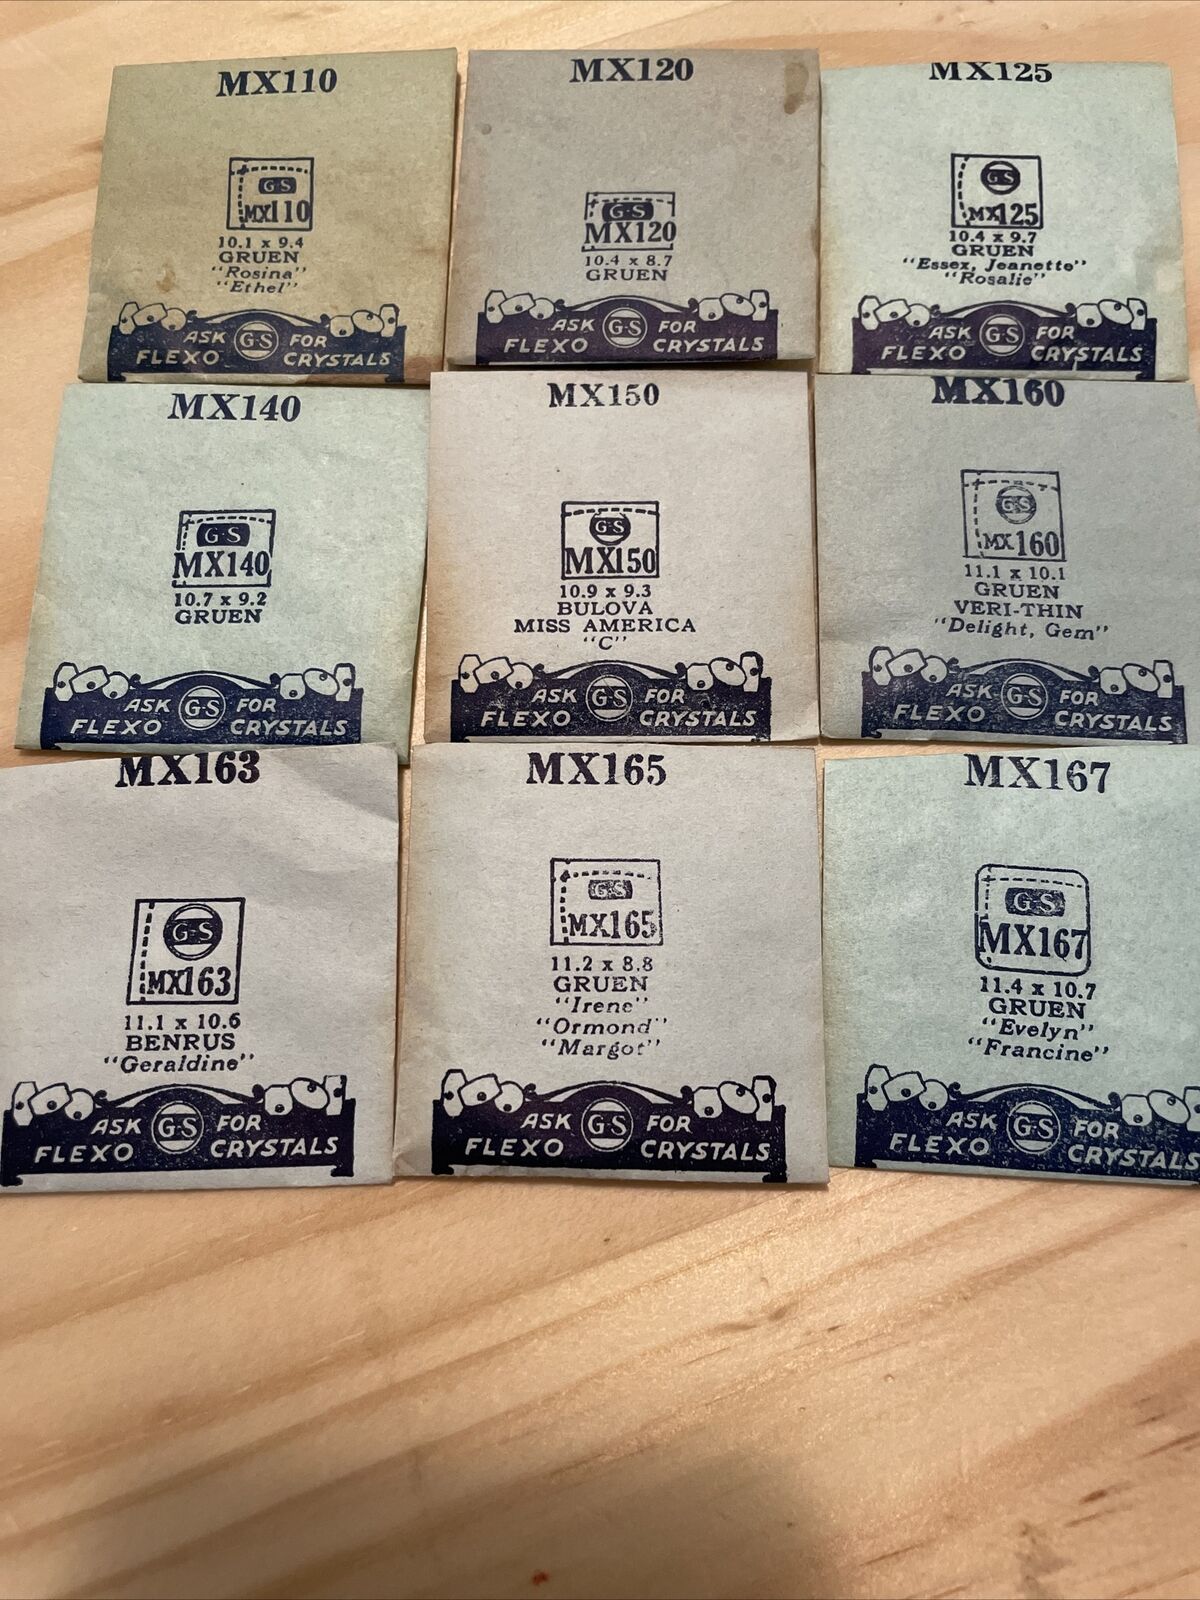 MX110
G·S
MX110
10.1 x 9.4
GRUEN
"Rosina"
"Ethel"
ASK G·S FOR
FLEXO CRYSTALS
MX120
G·S
MX120
10.4 x 8.7
GRUEN
ASK G·S FOR
FLEXO CRYSTALS
MX125
G·S
MX125
10.4 x 9.7
GRUEN
"Essex, Jeanette"
"Rosalie"
ASK G·S FOR
FLEXO CRYSTALS
MX140
G·S
MX140
10.7 x 9.2
GRUEN
ASK G·S FOR
FLEXO CRYSTALS
MX150
G·S
MX150
10.9 x 9.3
BULOVA
MISS AMERICA
"C"
ASK G·S FOR
FLEXO CRYSTALS
MX160
G·S
MX160
11.1 x 10.1
GRUEN
VERI-THIN
"Delight, Gem"
ASK G·S FOR
FLEXO CRYSTALS
MX163
G·S
MX163
11.1 x 10.6
BENRUS
"Geraldine"
ASK G·S FOR
FLEXO CRYSTALS
MX165
G·S
MX165
11.2 x 8.8
GRUEN
"Irene"
"Ormond"
"Margot"
ASK G·S FOR
FLEXO CRYSTALS
MX167
G·S
MX167
11.4 x 10.7
GRUEN
"Evelyn"
"Francine"
ASK G·S FOR
FLEXO CRYSTALS